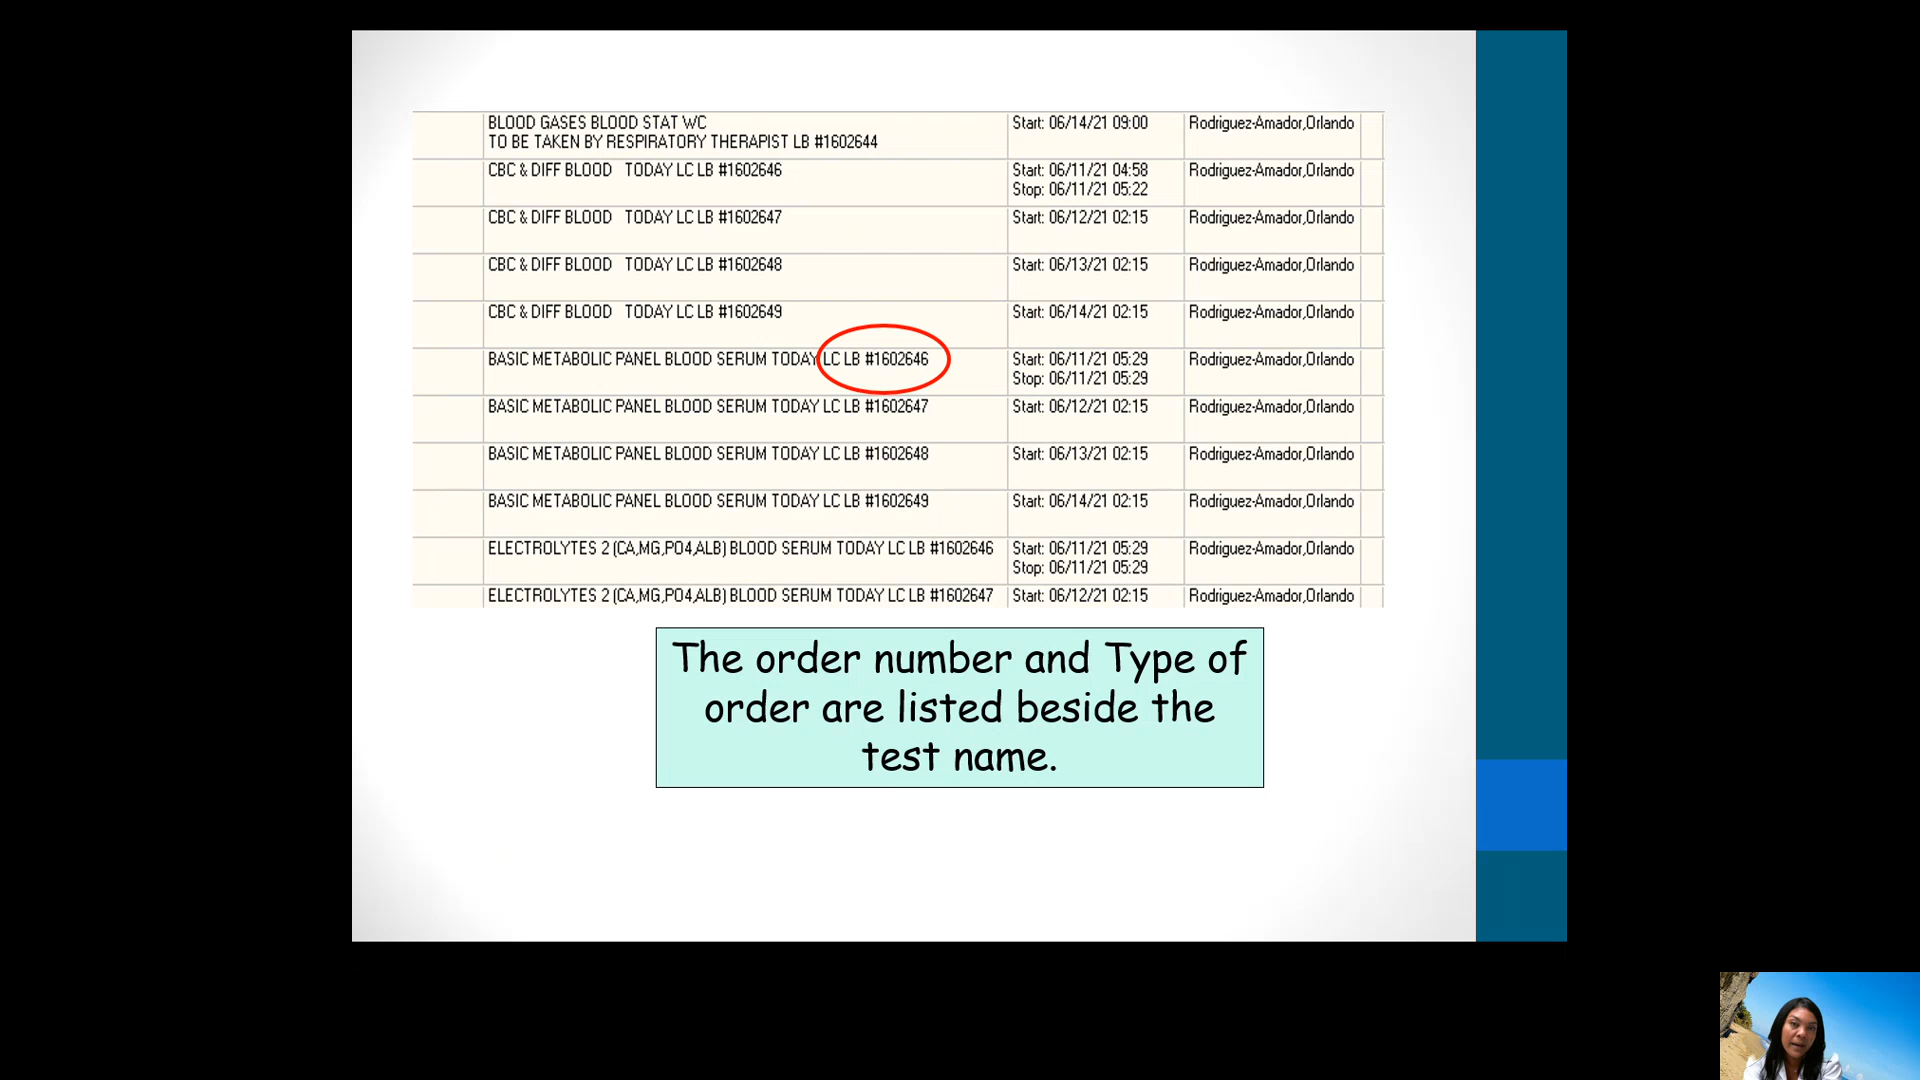 BLOOD GASES BLOOD STAT WC
TO BE TAKEN BY RESPIRATORY THERAPIST LB #1602644
Start: 06/14/21 09:00
Rodriguez-Amador,Orlando
CBC & DIFF BLOOD TODAY LC LB #1602646
Start: 06/11/21 04:58
Stop: 06/11/21 05:22
Rodriguez-Amador,Orlando
CBC & DIFF BLOOD TODAY LC LB #1602647
Start: 06/12/21 02:15
Rodriguez-Amador,Orlando
CBC & DIFF BLOOD TODAY LC LB #1602648
Start: 06/13/21 02:15
Rodriguez-Amador,Orlando
CBC & DIFF BLOOD TODAY LC LB #1602649
Start: 06/14/21 02:15
Rodriguez-Amador,Orlando
BASIC METABOLIC PANEL BLOOD SERUM TODAY LC LB #1602646
Start: 06/11/21 05:29
Stop: 06/11/21 05:29
Rodriguez-Amador,Orlando
BASIC METABOLIC PANEL BLOOD SERUM TODAY LC LB #1602647
Start: 06/12/21 02:15
Rodriguez-Amador,Orlando
BASIC METABOLIC PANEL BLOOD SERUM TODAY LC LB #1602648
Start: 06/13/21 02:15
Rodriguez-Amador,Orlando
BASIC METABOLIC PANEL BLOOD SERUM TODAY LC LB #1602649
Start: 06/14/21 02:15
Rodriguez-Amador,Orlando
ELECTROLYTES 2 (CA,MG,PO4,ALB) BLOOD SERUM TODAY LC LB #1602646
Start: 06/11/21 05:29
Stop: 06/11/21 05:29
Rodriguez-Amador,Orlando
ELECTROLYTES 2 (CA,MG,PO4,ALB) BLOOD SERUM TODAY LC LB #1602647
Start: 06/12/21 02:15
Rodriguez-Amador,Orlando
The order number and Type of
order are listed beside the
test name.